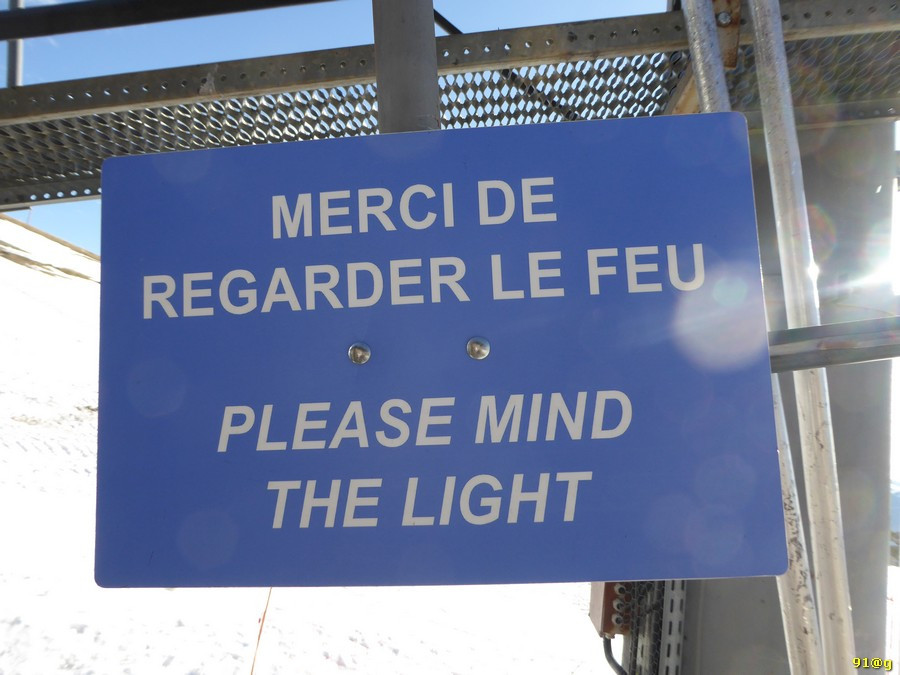 MERCI DE
REGARDER LE FEU
PLEASE MIND
THE LIGHT
91@g